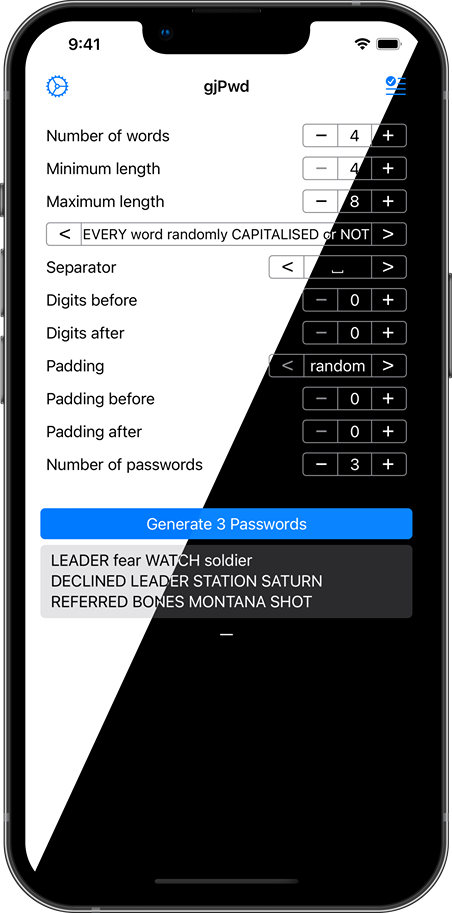 9:41
gjPwd
Number of words − 4 +
Minimum length − 4 +
Maximum length − 8 +
< EVERY word randomly CAPITALISED or NOT >
Separator < ⎵ >
Digits before − 0 +
Digits after − 0 +
Padding < random >
Padding before − 0 +
Padding after − 0 +
Number of passwords − 3 +
Generate 3 Passwords
LEADER fear WATCH soldier
DECLINED LEADER STATION SATURN
REFERRED BONES MONTANA SHOT
—